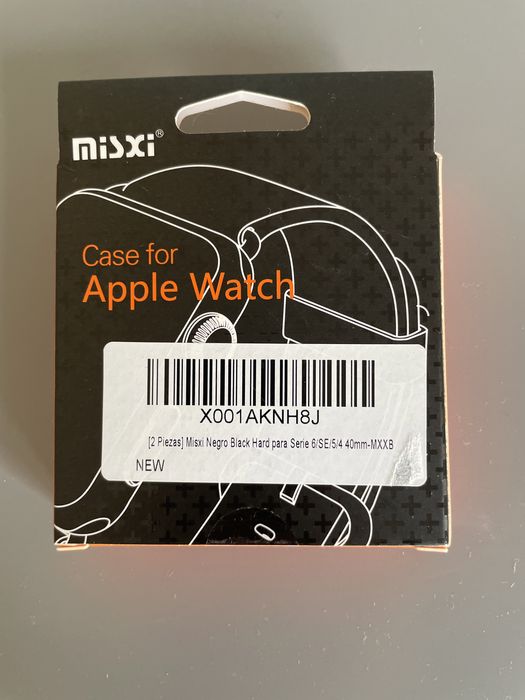 misxi®
Case for
Apple Watch
X001AKNH8J
[2 Piezas] Misxi Negro Black Hard para Serie 6/SE/5/4 40mm-MXXB
NEW